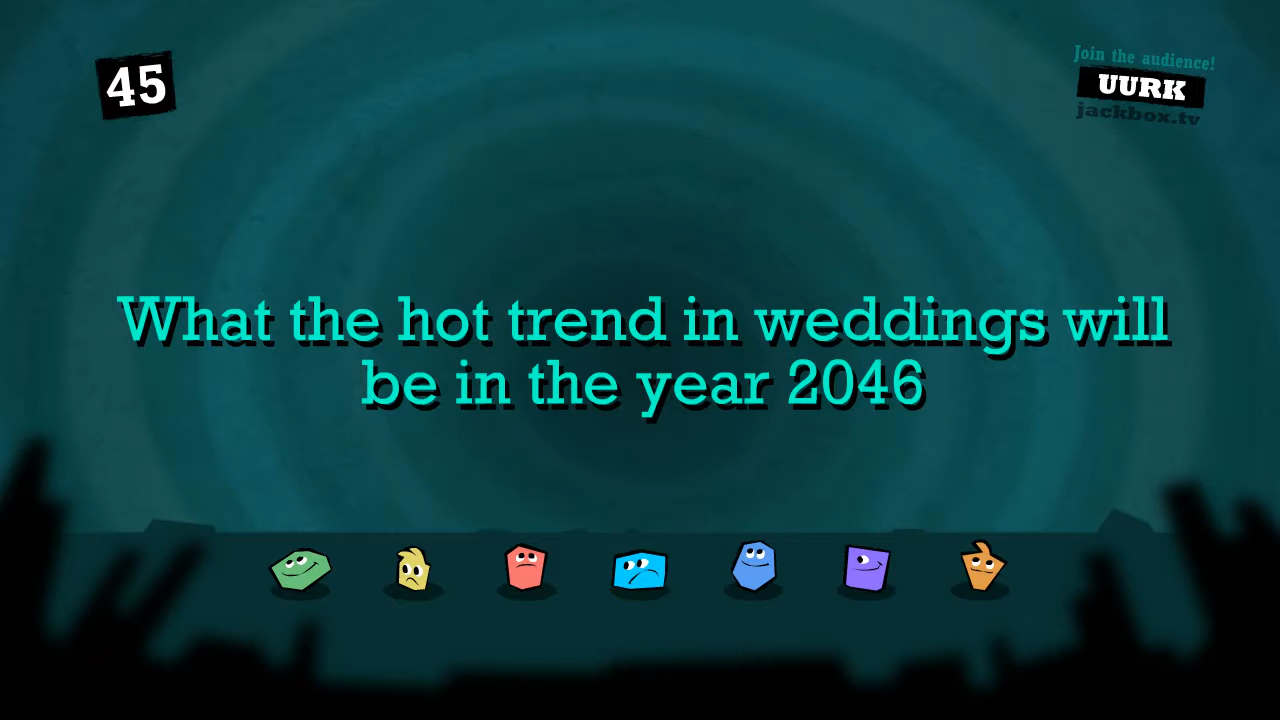 45
Join the audience!
UURK
jackbox.tv
What the hot trend in weddings will
be in the year 2046